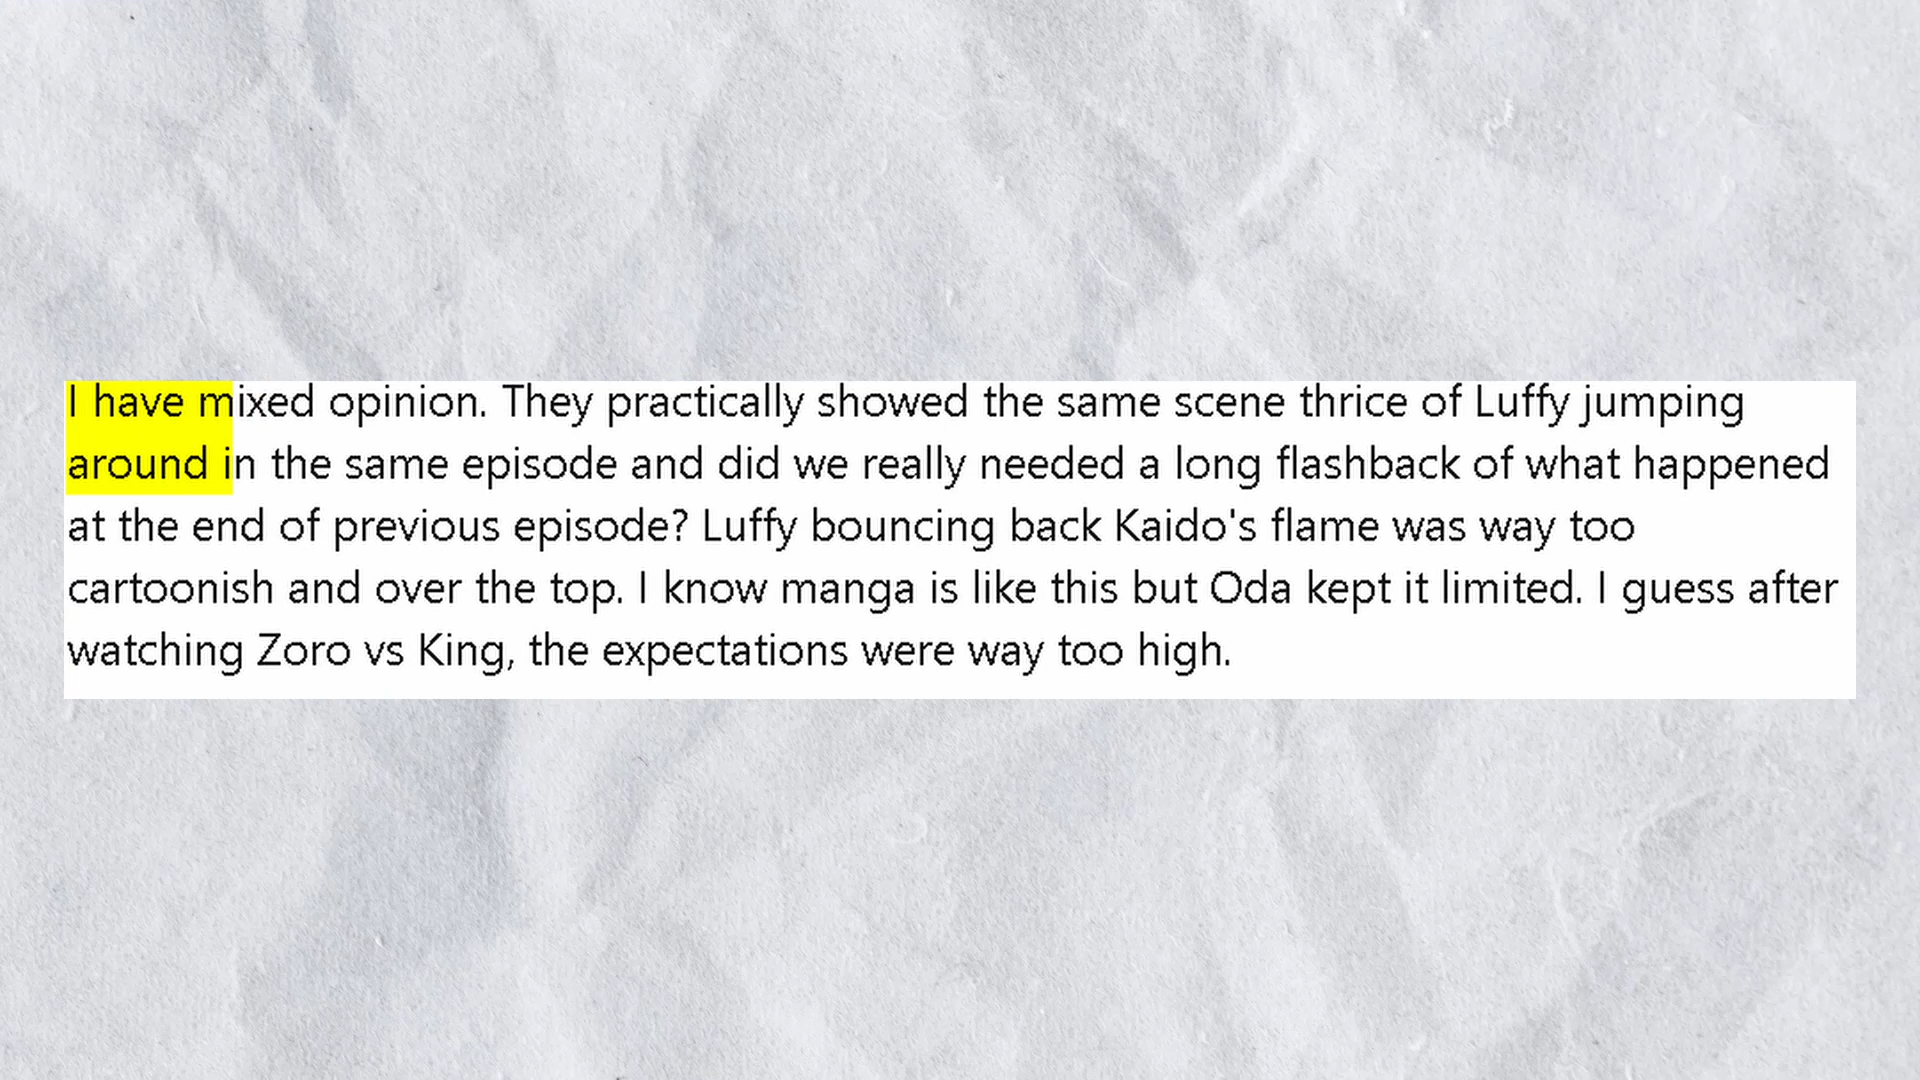 I have mixed opinion. They practically showed the same scene thrice of Luffy jumping
around in the same episode and did we really needed a long flashback of what happened
at the end of previous episode? Luffy bouncing back Kaido's flame was way too
cartoonish and over the top. I know manga is like this but Oda kept it limited. I guess after
watching Zoro vs King, the expectations were way too high.